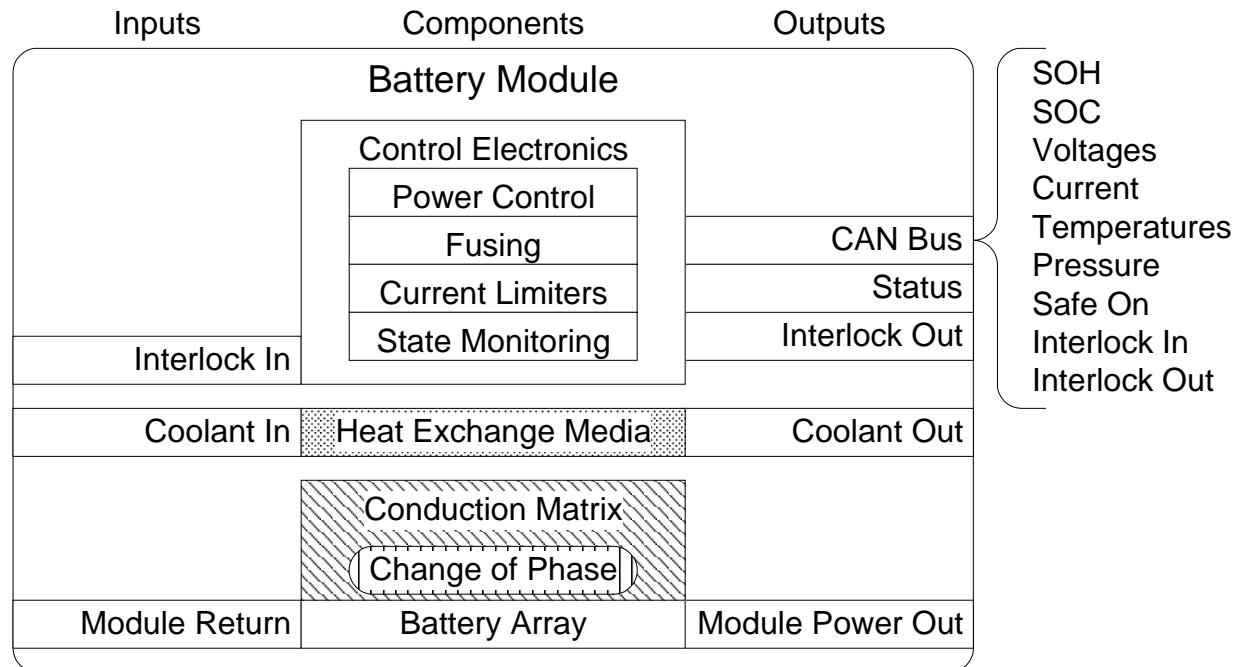 Inputs
Components
Outputs
Battery Module
Control Electronics
Power Control
Fusing
Current Limiters
State Monitoring
Interlock In
CAN Bus
Status
Interlock Out
SOH
SOC
Voltages
Current
Temperatures
Pressure
Safe On
Interlock In
Interlock Out
Coolant In
Heat Exchange Media
Coolant Out
Conduction Matrix
Change of Phase
Module Return
Battery Array
Module Power Out